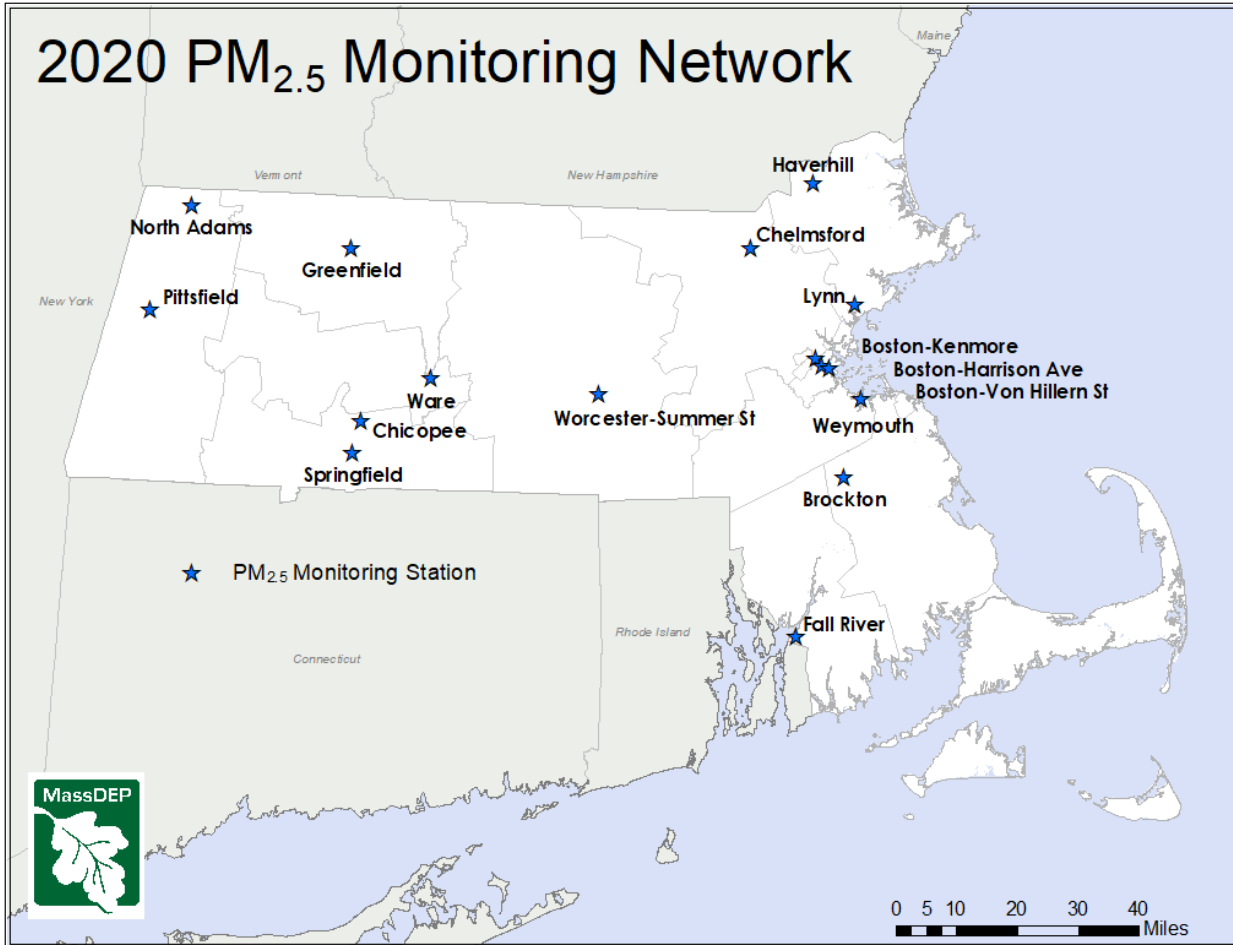 2020 PM2.5 Monitoring Network
Maine
Vermont
New Hampshire
Haverhill
North Adams
Chelmsford
Greenfield
New York
Pittsfield
Lynn
Boston-Kenmore
Boston-Harrison Ave
Boston-Von Hillern St
Ware
Worcester-Summer St
Weymouth
Chicopee
Springfield
Brockton
PM2.5 Monitoring Station
Fall River
Rhode Island
Connecticut
MassDEP
0 5 10 20 30 40
Miles